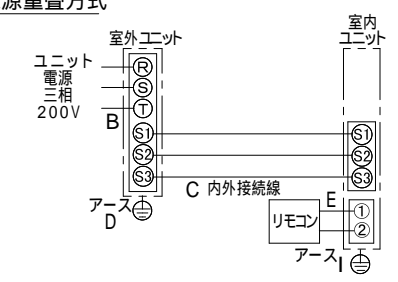 源重畳方式
室外ユニット
室内
ユニット
ユニット
電源
三相
200V
R
S
T
B
S1
S2
S3
S1
S2
S3
C 内外接続線
アース
D
E
リモコン
①
②
アース
I